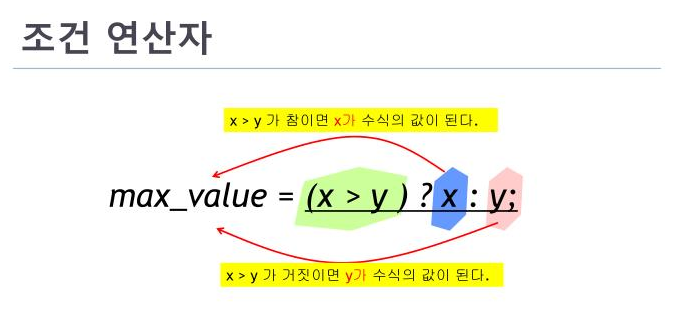 조건 연산자
x > y 가 참이면 x가 수식의 값이 된다.
max_value = (x > y ) ? x : y;
x > y 가 거짓이면 y가 수식의 값이 된다.